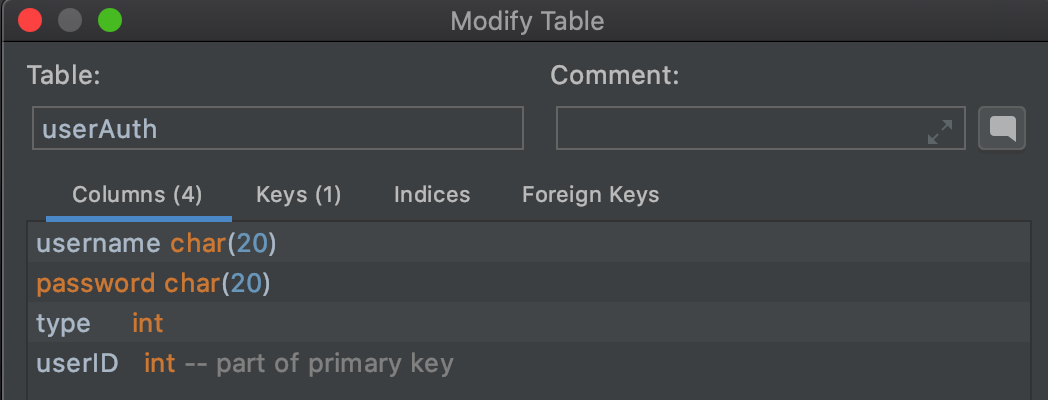 Modify Table
Table:
Comment:
userAuth
Columns (4)
Keys (1)
Indices
Foreign Keys
username char(20)
password char(20)
type int
userID int -- part of primary key